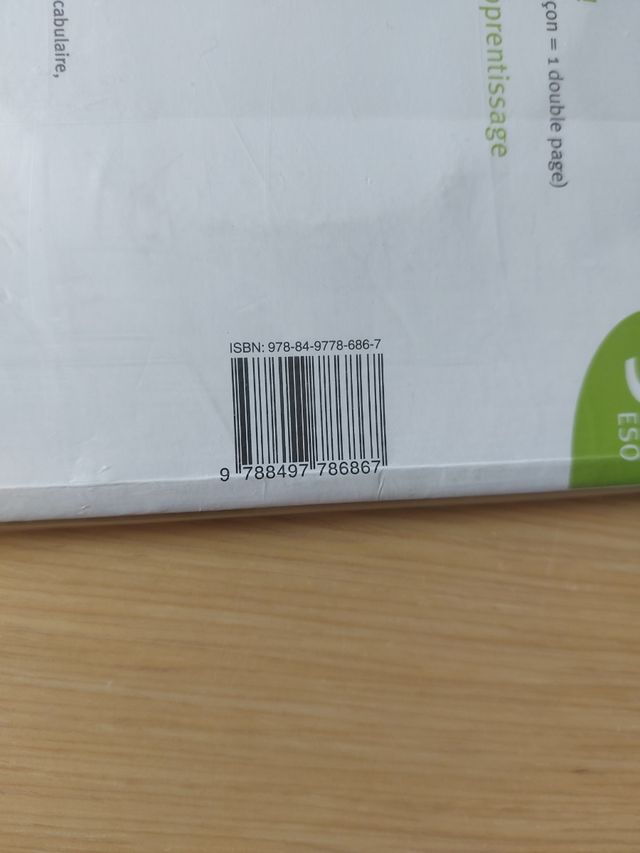 cabulaire,
pprentissage
çon = 1 double page)
ISBN: 978-84-9778-686-7
9 788497 786867
ESO